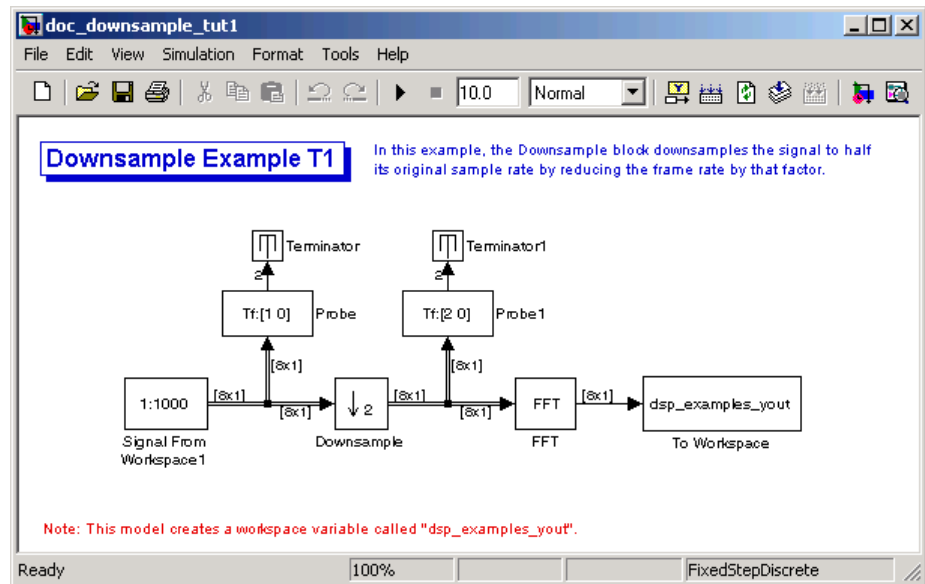 doc_downsample_tut1
File Edit View Simulation Format Tools Help
10.0 Normal
Downsample Example T1
In this example, the Downsample block downsamples the signal to half
its original sample rate by reducing the frame rate by that factor.
Terminator
Terminator1
2
2
Tf:[1 0]
Probe
Tf:[2 0]
Probe1
[8x1]
[8x1]
1:1000
[8x1]
[8x1]
2
[8x1]
[8x1]
FFT
[8x1]
dsp_examples_yout
Signal From
Workspace1
Downsample
FFT
To Workspace
Note: This model creates a workspace variable called "dsp_examples_yout".
Ready
100%
FixedStepDiscrete